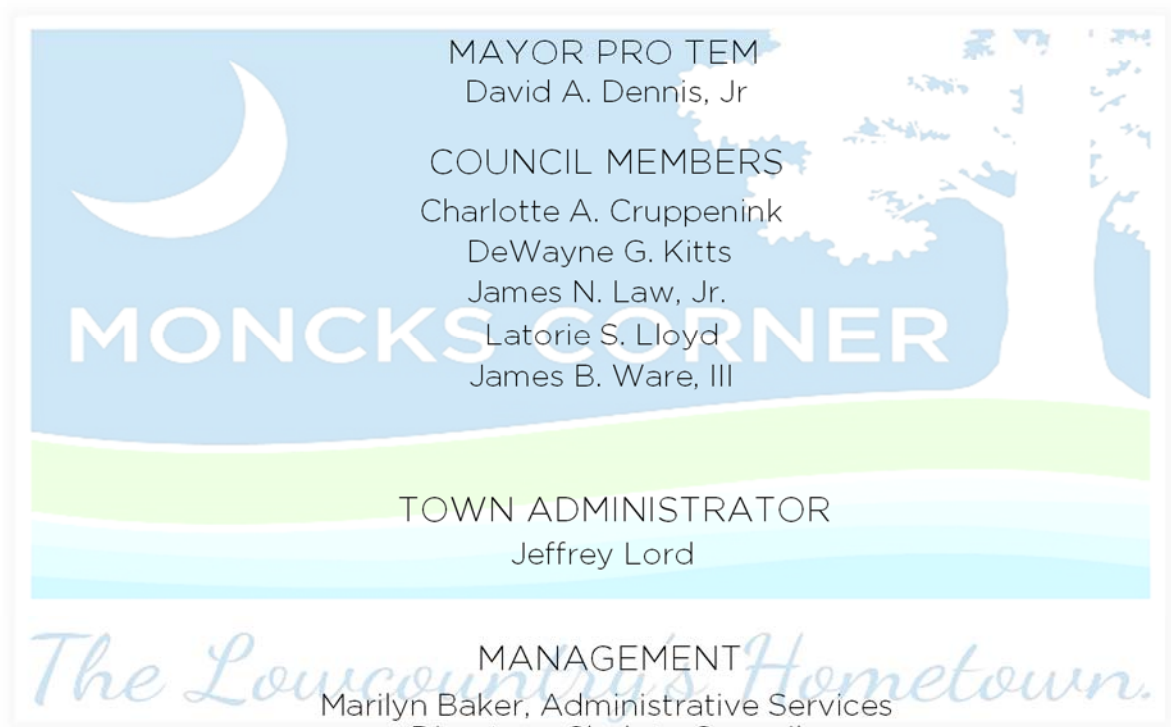 MAYOR PRO TEM
David A. Dennis, Jr
COUNCIL MEMBERS
Charlotte A. Cruppenink
DeWayne G. Kitts
James N. Law, Jr.
MONCKS CORNER
Latorie S. Lloyd
James B. Ware, III
TOWN ADMINISTRATOR
Jeffrey Lord
The Lowcountry's Hometown.
MANAGEMENT
Marilyn Baker, Administrative Services